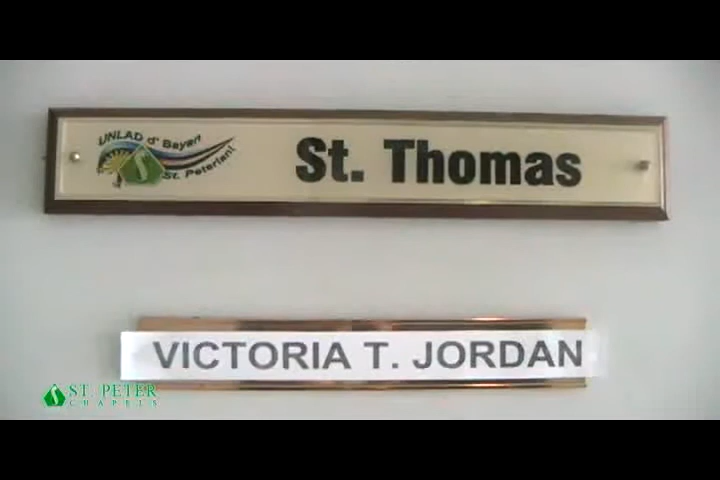 UNLAD d' Bayan
St. Peterian!
St. Thomas
VICTORIA T. JORDAN
ST. PETER
CHAPELS